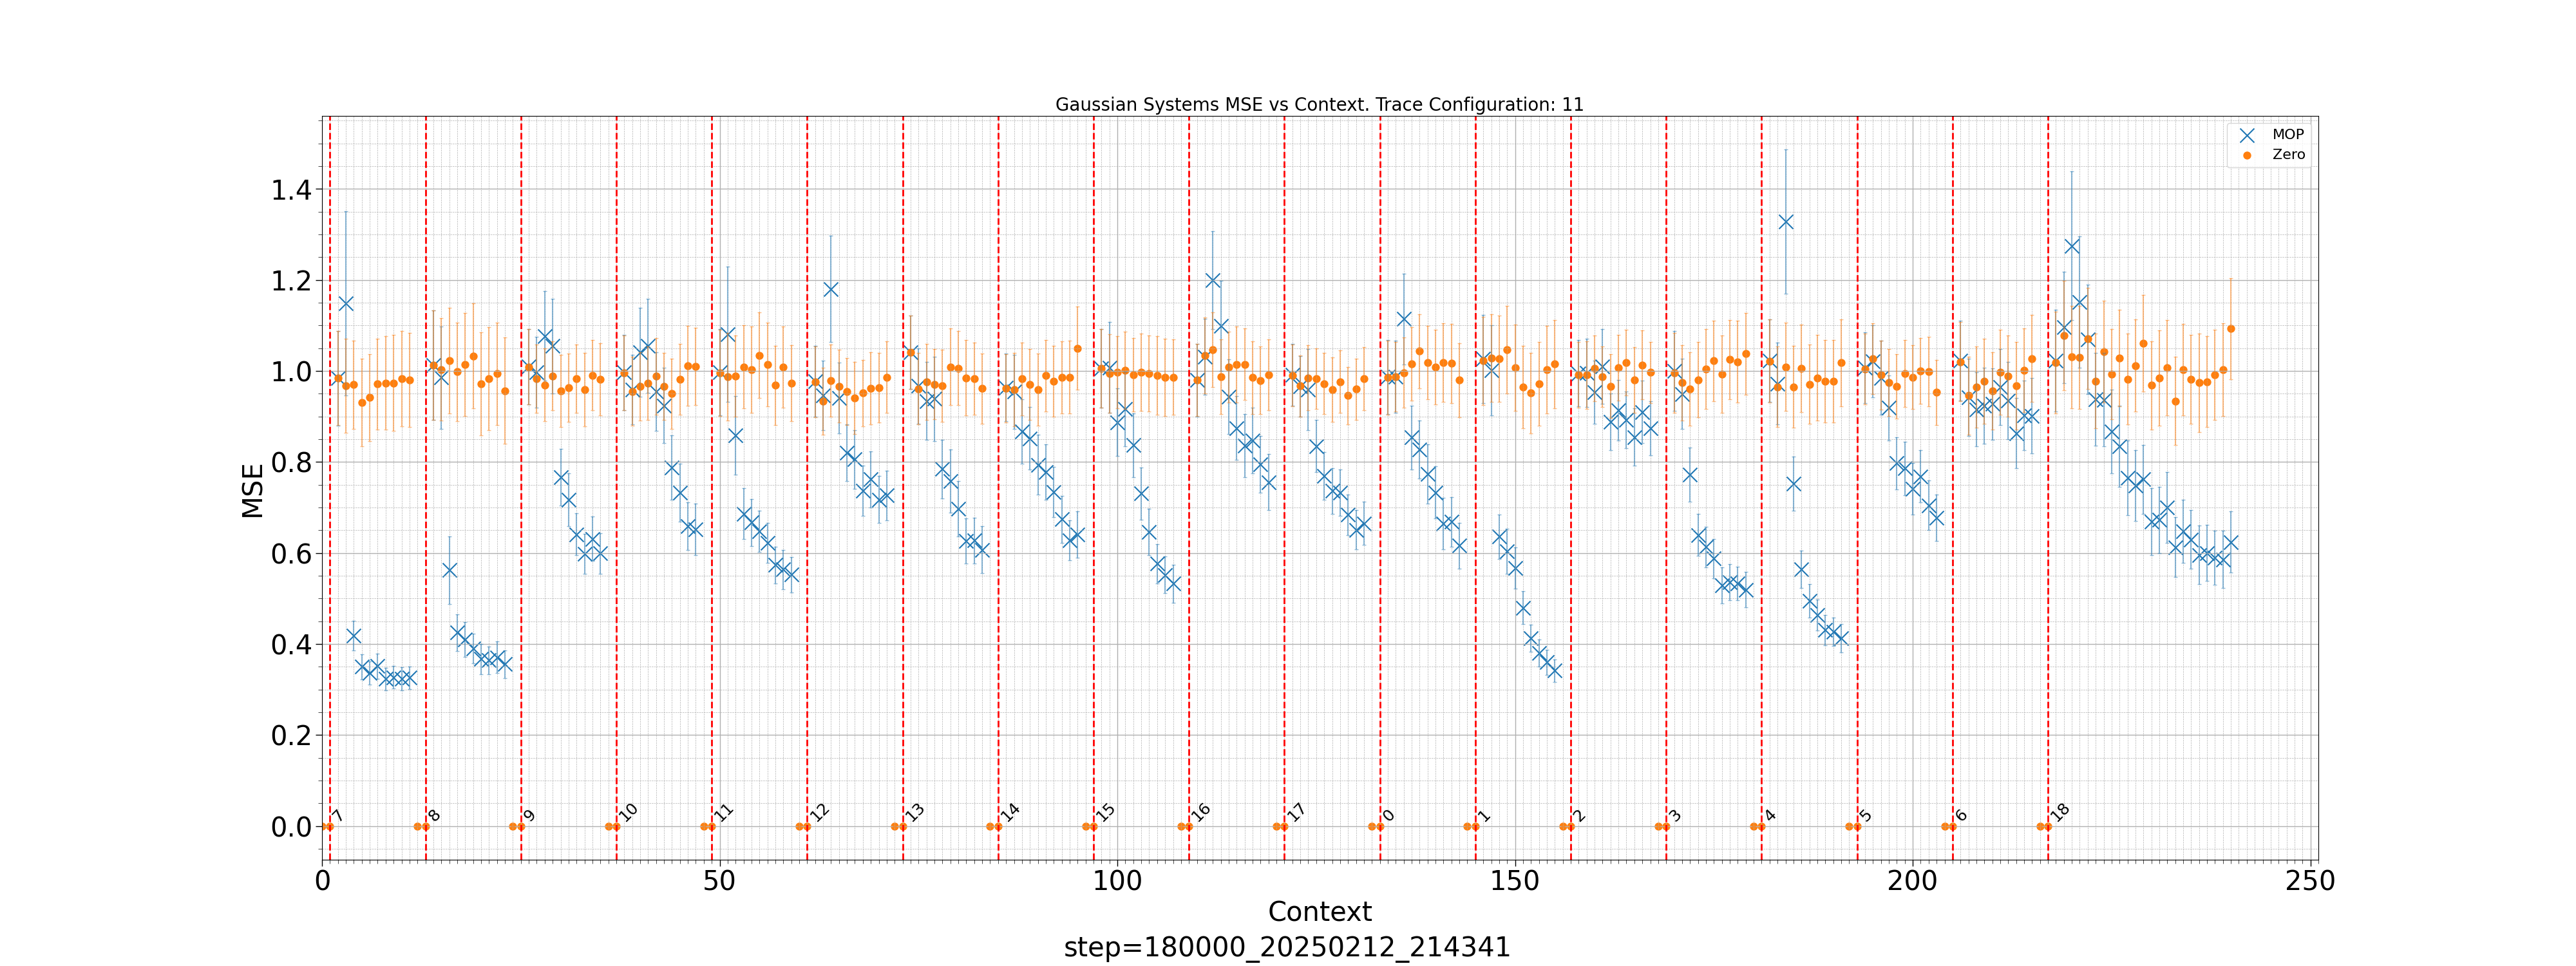 Gaussian Systems MSE vs Context. Trace Configuration: 11
MOP
Zero
MSE
1.4
1.2
1.0
0.8
0.6
0.4
0.2
0.0
7 8 9 10 11 12 13 14 15 16 17 0 1 2 3 4 5 6 18
0 50 100 150 200 250
Context
step=180000_20250212_214341